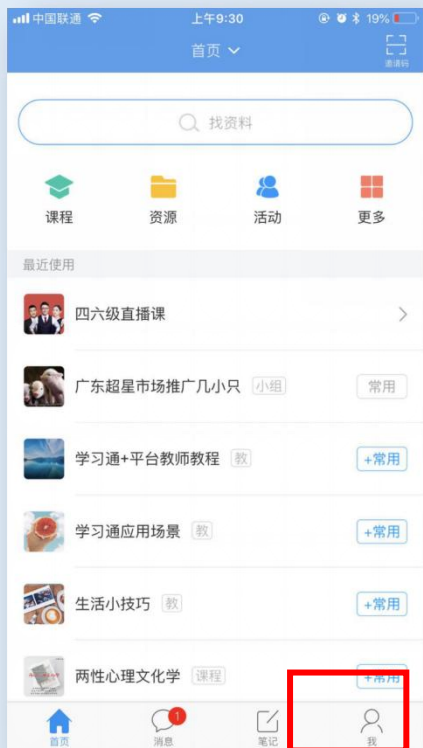 中国联通 上午9:30 19%
首页
邀请码
找资料
课程 资源 活动 更多
最近使用
四六级直播课
广东超星市场推广几小只 小组 常用
学习通+平台教师教程 教 +常用
学习通应用场景 教 +常用
生活小技巧 教 +常用
两性心理文化学 课程 +常用
1
首页 消息 笔记 我